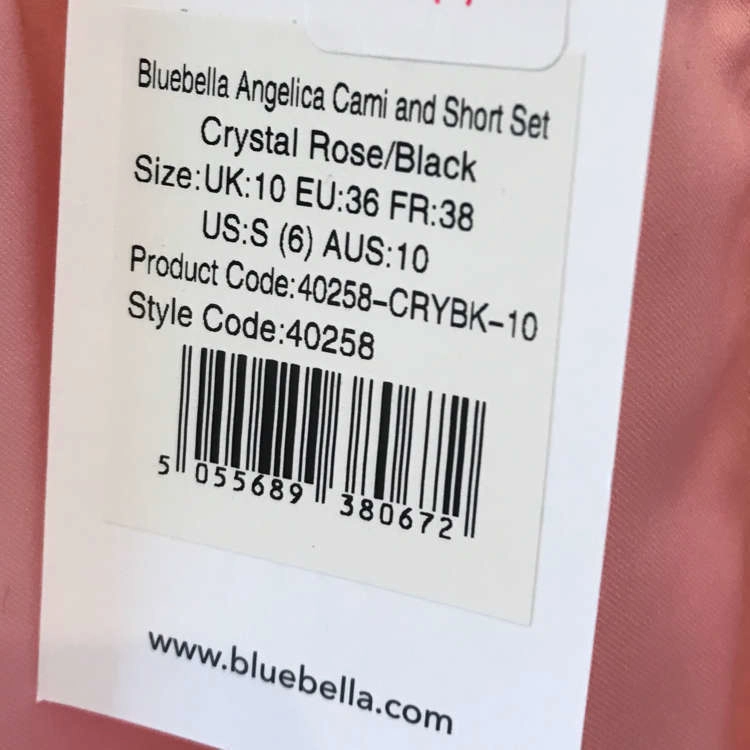 Bluebella Angelica Cami and Short Set
Crystal Rose/Black
Size:UK:10 EU:36 FR:38
US:S (6) AUS:10
Product Code:40258-CRYBK-10
Style Code:40258
5 055689 380672
www.bluebella.com